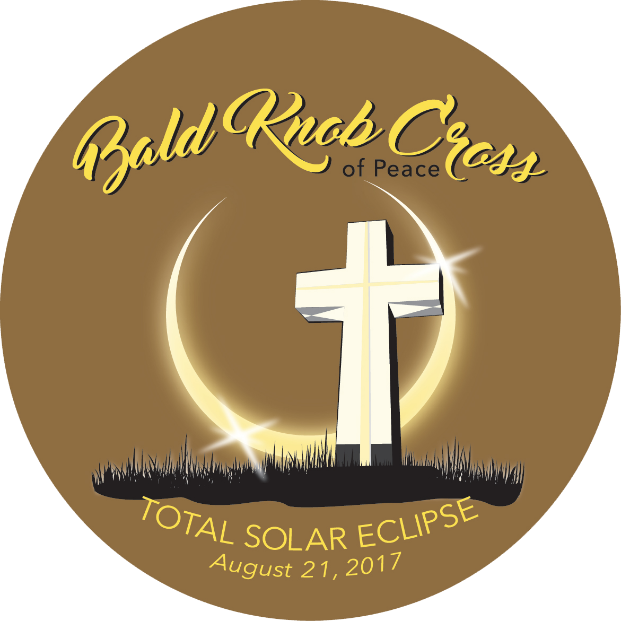 Bald Knob Cross
of Peace
TOTAL SOLAR ECLIPSE
August 21, 2017